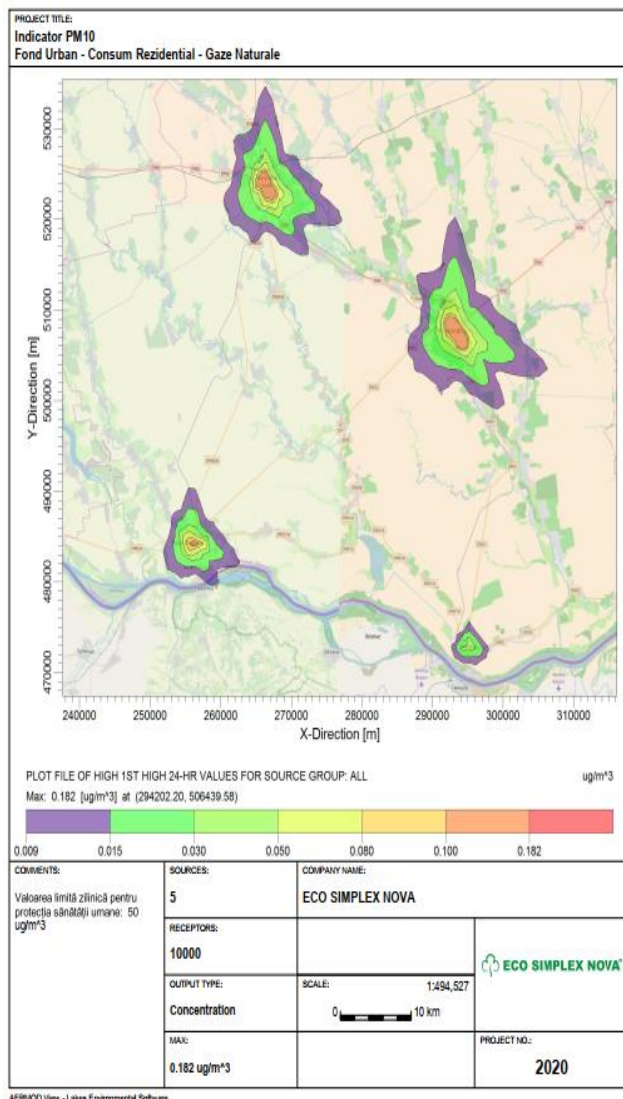 PROJECT TITLE:
Indicator PM10
Fond Urban - Consum Rezidential - Gaze Naturale
Y-Direction [m]
530000
520000
510000
500000
490000
480000
470000
240000 250000 260000 270000 280000 290000 300000 310000
X-Direction [m]
PLOT FILE OF HIGH 1ST HIGH 24-HR VALUES FOR SOURCE GROUP: ALL ug/m^3
Max: 0.182 [ug/m^3] at (294202.20, 506439.58)
0.009 0.015 0.030 0.050 0.080 0.100 0.182
COMMENTS:
Valoarea limită zilnică pentru
protecția sănătății umane: 50
ug/m^3
SOURCES:
5
COMPANY NAME:
ECO SIMPLEX NOVA
RECEPTORS:
10000
ECO SIMPLEX NOVA
OUTPUT TYPE:
Concentration
SCALE: 1:494,527
0 10 km
MAX:
0.182 ug/m^3
PROJECT NO.:
2020
AERMOD View - Lakes Environmental Software